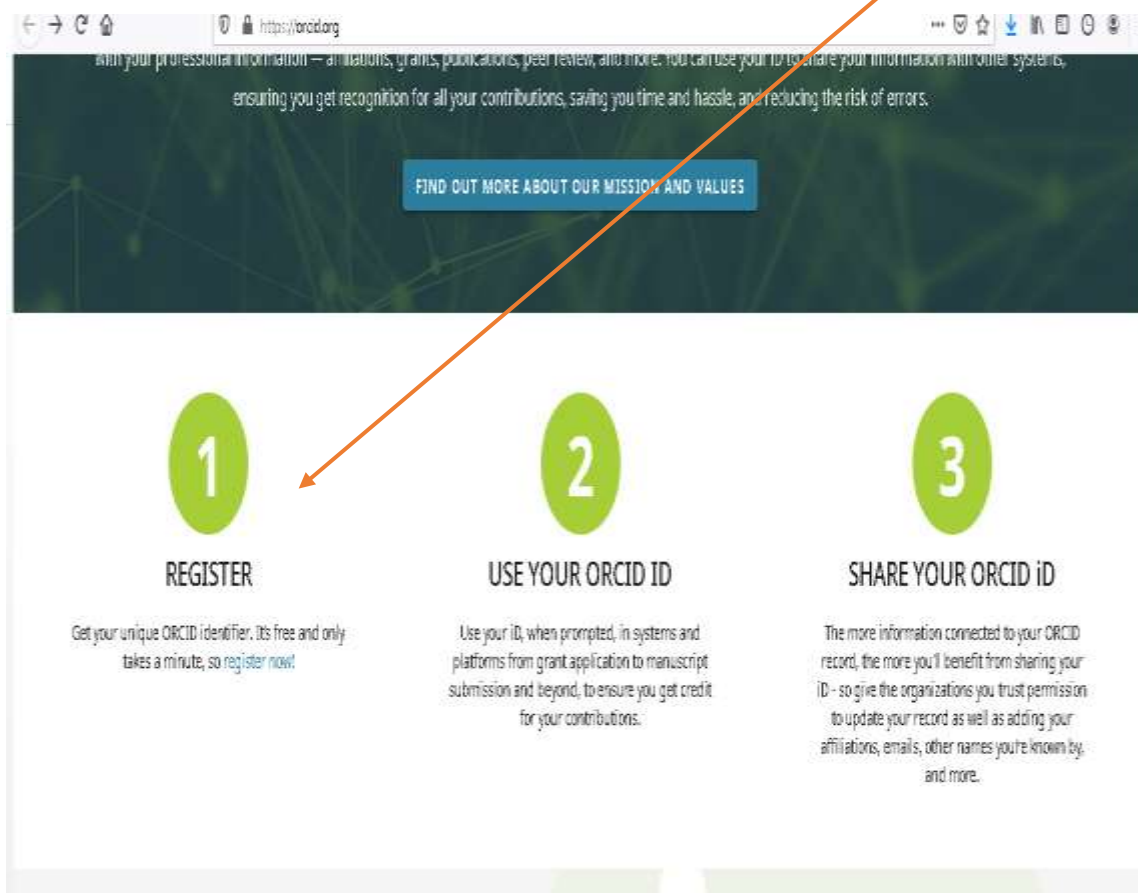 https://orcid.org
with your professional information — affiliations, grants, publications, peer review, and more. You can use your iD to share your information with other systems,
ensuring you get recognition for all your contributions, saving you time and hassle, and reducing the risk of errors.
FIND OUT MORE ABOUT OUR MISSION AND VALUES
1
REGISTER
Get your unique ORCID identifier. It's free and only
takes a minute, so register now!
2
USE YOUR ORCID ID
Use your iD, when prompted, in systems and
platforms from grant application to manuscript
submission and beyond, to ensure you get credit
for your contributions.
3
SHARE YOUR ORCID iD
The more information connected to your ORCID
record, the more you'll benefit from sharing your
iD - so give the organizations you trust permission
to update your record as well as adding your
affiliations, emails, other names you're known by,
and more.